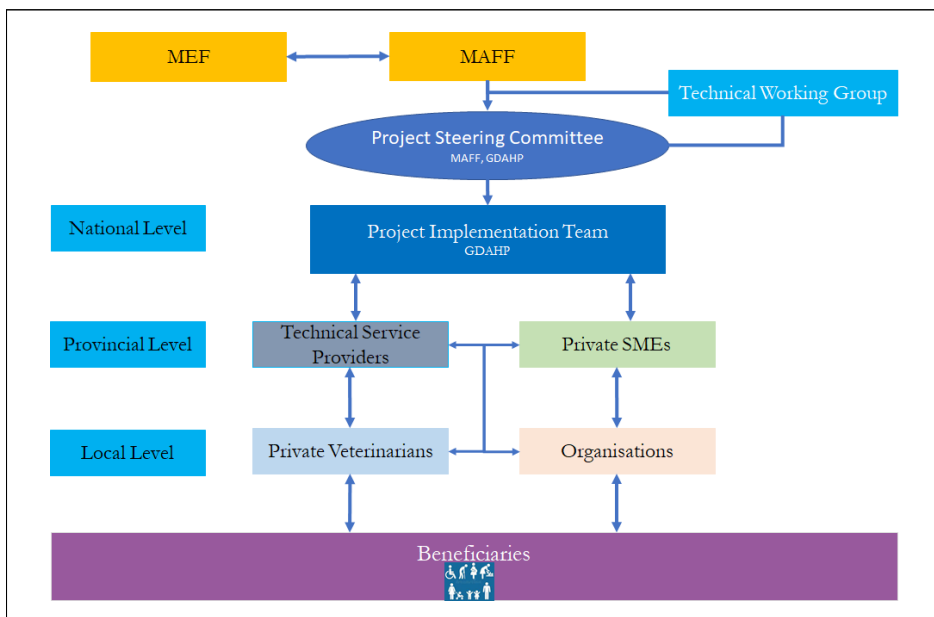 MEF
MAFF
Technical Working Group
Project Steering Committee
MAFF, GDAHP
National Level
Project Implementation Team
GDAHP
Provincial Level
Technical Service
Providers
Private SMEs
Local Level
Private Veterinarians
Organisations
Beneficiaries